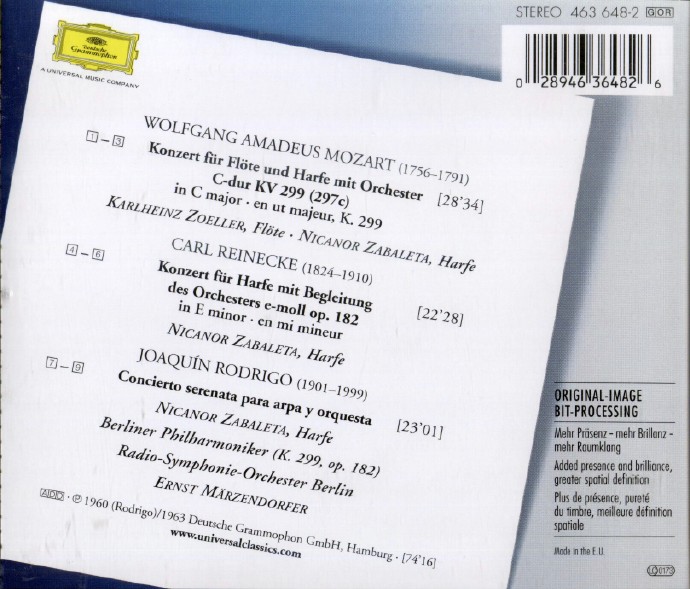 STEREO 463 648-2 GOR
Deutsche
Grammophon
A UNIVERSAL MUSIC COMPANY
0 28946 36482 6
WOLFGANG AMADEUS MOZART (1756–1791)
1 – 3 Konzert für Flöte und Harfe mit Orchester
C-dur KV 299 (297c) [28'34]
in C major · en ut majeur, K. 299
KARLHEINZ ZOELLER, Flöte · NICANOR ZABALETA, Harfe
CARL REINECKE (1824–1910)
4 – 6 Konzert für Harfe mit Begleitung
des Orchesters e-moll op. 182 [22'28]
in E minor · en mi mineur
NICANOR ZABALETA, Harfe
JOAQUÍN RODRIGO (1901–1999)
7 – 9 Concierto serenata para arpa y orquesta [23'01]
NICANOR ZABALETA, Harfe
Berliner Philharmoniker (K. 299, op. 182)
Radio-Symphonie-Orchester Berlin
ERNST MÄRZENDORFER
ADD · ℗ 1960 (Rodrigo)/1963 Deutsche Grammophon GmbH, Hamburg · [74'16]
www.universalclassics.com
ORIGINAL-IMAGE
BIT-PROCESSING
Mehr Präsenz – mehr Brillanz –
mehr Raumklang
Added presence and brilliance,
greater spatial definition
Plus de présence, pureté
du timbre, meilleure définition
spatiale
Made in the E.U.
LC 0173